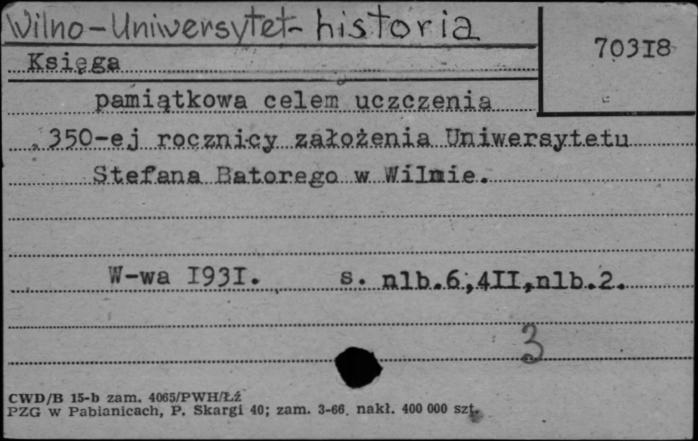 Wilno-Uniwersytet-historia
70318
Księga
pamiątkowa celem uczczenia
350-ej rocznicy założenia Uniwersytetu
Stefana Batorego w Wilnie.
W-wa I93I. s. nlb.6,4II,nlb.2.
3
CWD/B 15-b zam. 4065/PWH/Łź
PZG w Pabianicach, P. Skargi 40; zam. 3-66. nakł. 400 000 szt.